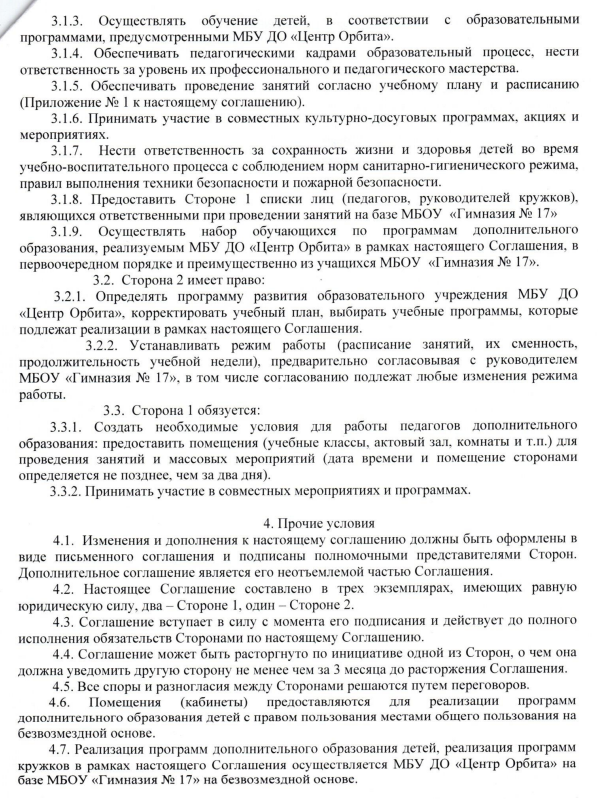 3.1.3. Осуществлять обучение детей, в соответствии с образовательными
программами, предусмотренными МБУ ДО «Центр Орбита».
3.1.4. Обеспечивать педагогическими кадрами образовательный процесс, нести
ответственность за уровень их профессионального и педагогического мастерства.
3.1.5. Обеспечивать проведение занятий согласно учебному плану и расписанию
(Приложение № 1 к настоящему соглашению).
3.1.6. Принимать участие в совместных культурно-досуговых программах, акциях и
мероприятиях.
3.1.7. Нести ответственность за сохранность жизни и здоровья детей во время
учебно-воспитательного процесса с соблюдением норм санитарно-гигиенического режима,
правил выполнения техники безопасности и пожарной безопасности.
3.1.8. Предоставить Стороне 1 списки лиц (педагогов, руководителей кружков),
являющихся ответственными при проведении занятий на базе МБОУ «Гимназия № 17»
3.1.9. Осуществлять набор обучающихся по программам дополнительного
образования, реализуемым МБУ ДО «Центр Орбита» в рамках настоящего Соглашения, в
первоочередном порядке и преимущественно из учащихся МБОУ «Гимназия № 17».
3.2. Сторона 2 имеет право:
3.2.1. Определять программу развития образовательного учреждения МБУ ДО
«Центр Орбита», корректировать учебный план, выбирать учебные программы, которые
подлежат реализации в рамках настоящего Соглашения.
3.2.2. Устанавливать режим работы (расписание занятий, их сменность,
продолжительность учебной недели), предварительно согласовывая с руководителем
МБОУ «Гимназия № 17», в том числе согласованию подлежат любые изменения режима
работы.
3.3. Сторона 1 обязуется:
3.3.1. Создать необходимые условия для работы педагогов дополнительного
образования: предоставить помещения (учебные классы, актовый зал, комнаты и т.п.) для
проведения занятий и массовых мероприятий (дата времени и помещение сторонами
определяется не позднее, чем за два дня).
3.3.2. Принимать участие в совместных мероприятиях и программах.
4. Прочие условия
4.1. Изменения и дополнения к настоящему соглашению должны быть оформлены в
виде письменного соглашения и подписаны полномочными представителями Сторон.
Дополнительное соглашение является его неотъемлемой частью Соглашения.
4.2. Настоящее Соглашение составлено в трех экземплярах, имеющих равную
юридическую силу, два – Стороне 1, один – Стороне 2.
4.3. Соглашение вступает в силу с момента его подписания и действует до полного
исполнения обязательств Сторонами по настоящему Соглашению.
4.4. Соглашение может быть расторгнуто по инициативе одной из Сторон, о чем она
должна уведомить другую сторону не менее чем за 3 месяца до расторжения Соглашения.
4.5. Все споры и разногласия между Сторонами решаются путем переговоров.
4.6. Помещения (кабинеты) предоставляются для реализации программ
дополнительного образования детей с правом пользования местами общего пользования на
безвозмездной основе.
4.7. Реализация программ дополнительного образования детей, реализация программ
кружков в рамках настоящего Соглашения осуществляется МБУ ДО «Центр Орбита» на
базе МБОУ «Гимназия № 17» на безвозмездной основе.